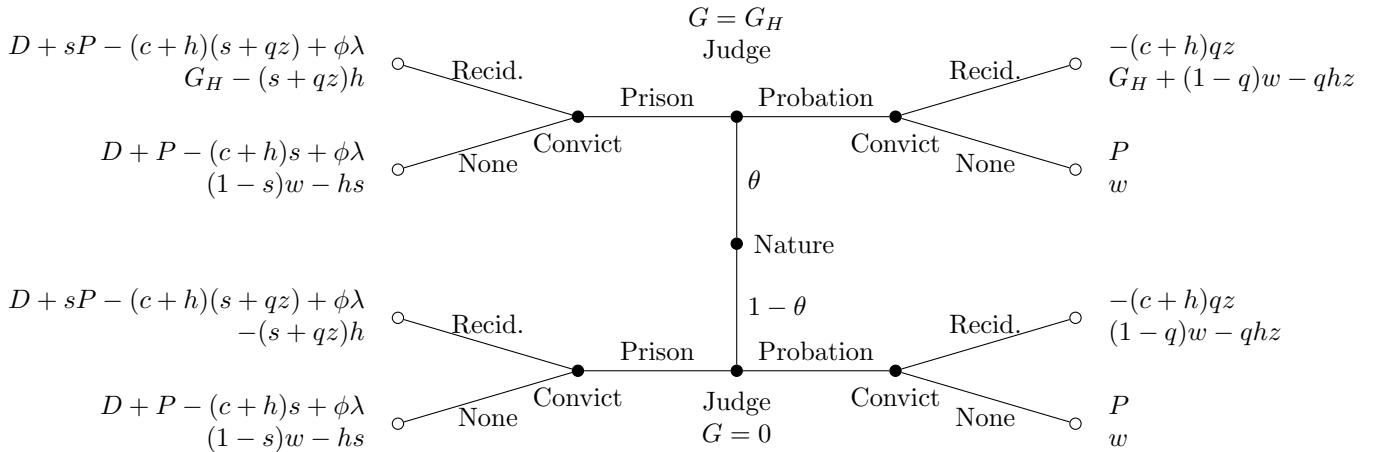 G = G_H
Judge
D + sP − (c + h)(s + qz) + ϕλ
G_H − (s + qz)h
Recid.
Recid.
−(c + h)qz
G_H + (1 − q)w − qhz
Prison
Probation
Convict
Convict
D + P − (c + h)s + ϕλ
(1 − s)w − hs
None
None
P
w
θ
Nature
1 − θ
D + sP − (c + h)(s + qz) + ϕλ
−(s + qz)h
Recid.
Recid.
−(c + h)qz
(1 − q)w − qhz
Prison
Probation
Convict
Judge
G = 0
Convict
D + P − (c + h)s + ϕλ
(1 − s)w − hs
None
None
P
w